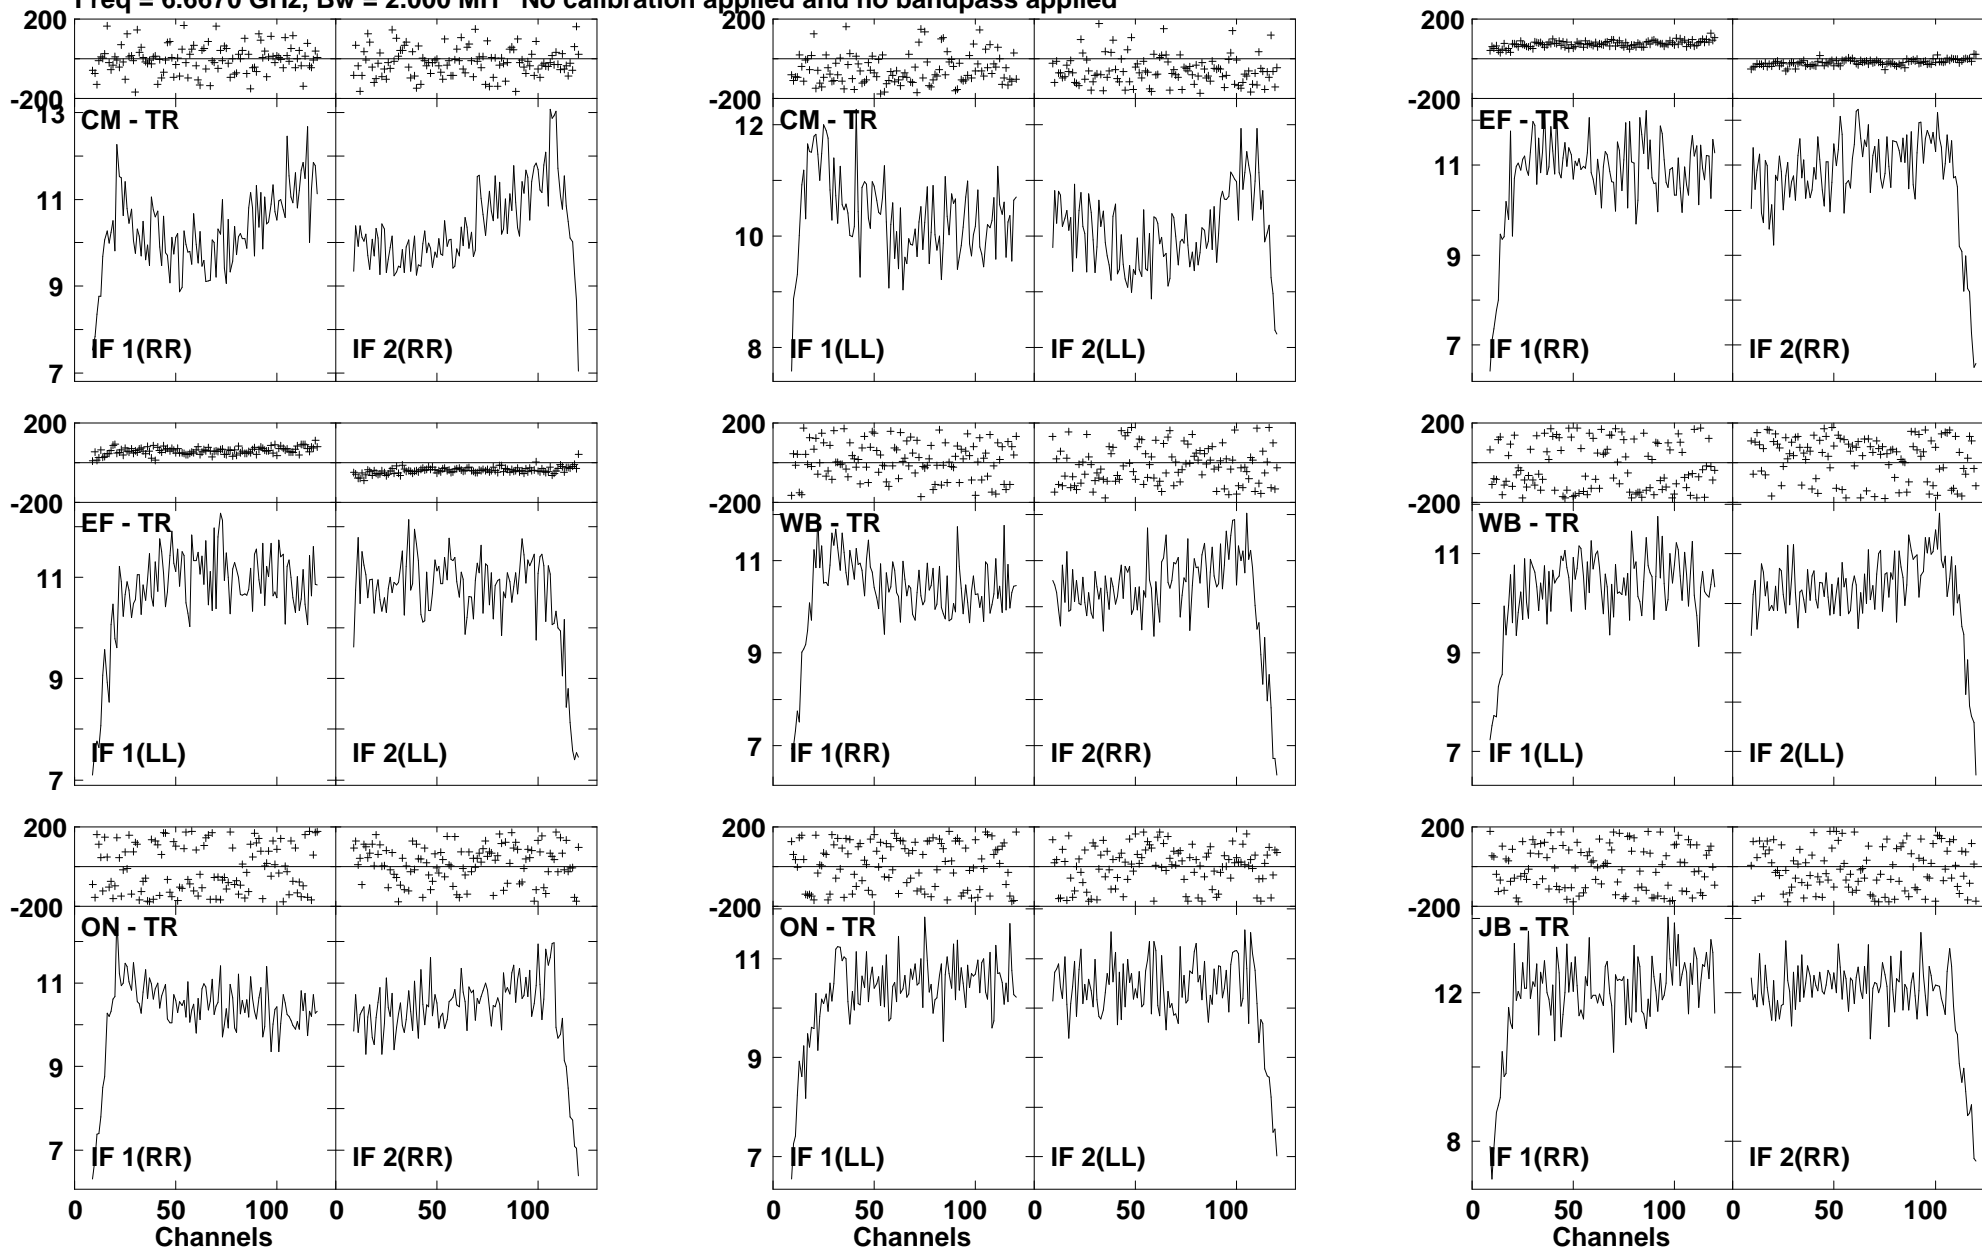 Freq = 6.6670 GHz, Bw = 2.000 MH No calibration applied and no bandpass applied
200 200 200
-200 -200 -200
13 CM - TR 12 CM - TR EF - TR
11 10 11
9 8 9
7 7
IF 1(RR) IF 2(RR) IF 1(LL) IF 2(LL) IF 1(RR) IF 2(RR)
200 200 200
-200 -200 -200
EF - TR WB - TR WB - TR
11 11 11
9 9 9
7 7 7
IF 1(LL) IF 2(LL) IF 1(RR) IF 2(RR) IF 1(LL) IF 2(LL)
200 200 200
-200 -200 -200
ON - TR ON - TR JB - TR
11 11 12
9 9 8
7 7
IF 1(RR) IF 2(RR) IF 1(LL) IF 2(LL) IF 1(RR) IF 2(RR)
0 50 100 0 50 100 0 50 100 0 50 100 0 50 100 0 50 100
Channels Channels Channels